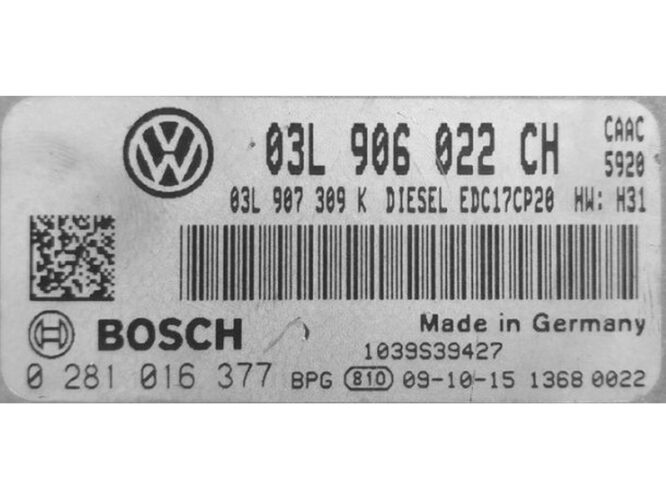 03L 906 022 CH CAAC
5920
03L 907 309 K DIESEL EDC17CP20 HW: H31
BOSCH
Made in Germany
1039S39427
0 281 016 377 BPG 810 09-10-15 1368 0022